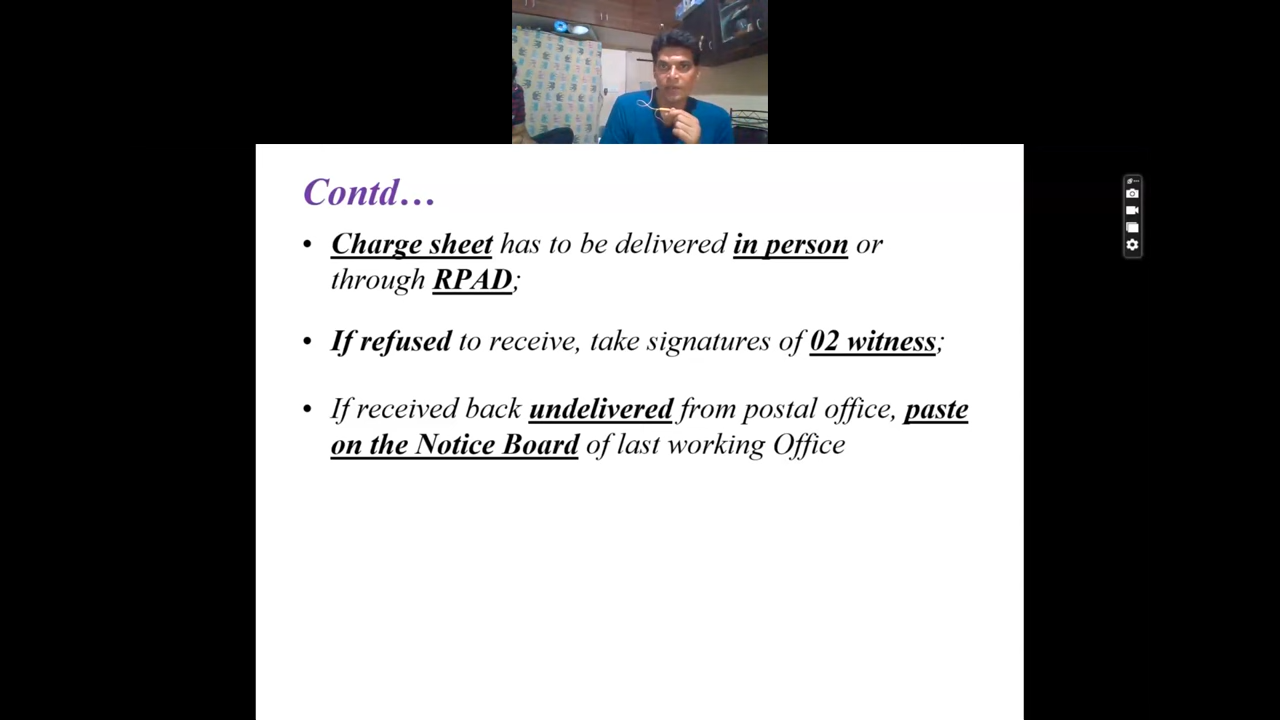 Contd…
• Charge sheet has to be delivered in person or
through RPAD;
• If refused to receive, take signatures of 02 witness;
• If received back undelivered from postal office, paste
on the Notice Board of last working Office